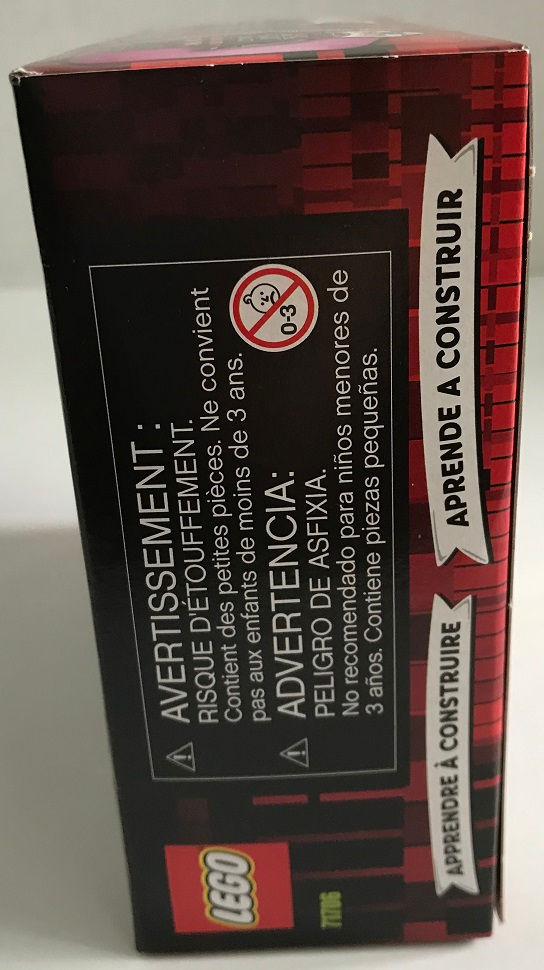 LEGO
71706
AVERTISSEMENT :
RISQUE D'ÉTOUFFEMENT.
Contient des petites pièces. Ne convient
pas aux enfants de moins de 3 ans.
0-3
ADVERTENCIA:
PELIGRO DE ASFIXIA.
No recomendado para niños menores de
3 años. Contiene piezas pequeñas.
APPRENDRE À CONSTRUIRE
APRENDE A CONSTRUIR